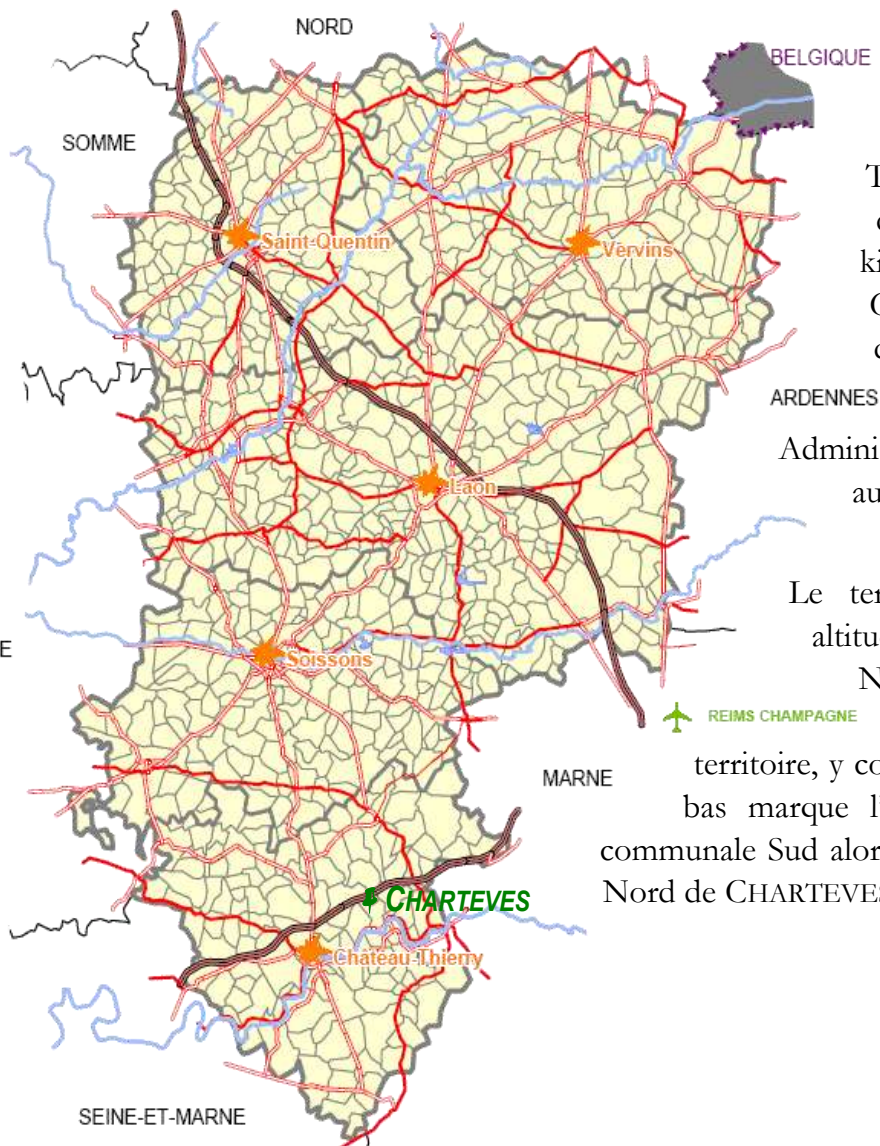 NORD
BELGIQUE
SOMME
Saint-Quentin
Vervins
ARDENNES
Laon
Soissons
REIMS CHAMPAGNE
MARNE
CHARTEVES
Château-Thierry
SEINE-ET-MARNE
E
T
ki
Admini
au
Le ter
altitu
N
territoire, y co
bas marque l'
communale Sud alor
Nord de CHARTEVES